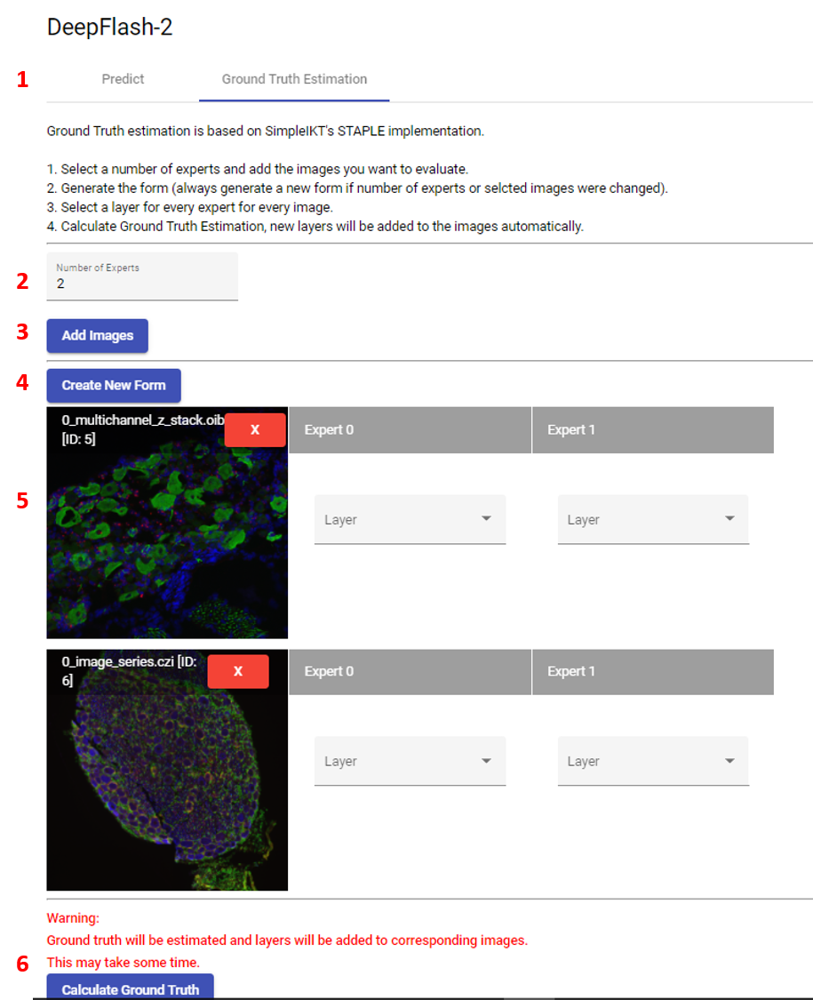 DeepFlash-2
1 Predict Ground Truth Estimation
Ground Truth estimation is based on SimpleIKT's STAPLE implementation.
1. Select a number of experts and add the images you want to evaluate.
2. Generate the form (always generate a new form if number of experts or selcted images were changed).
3. Select a layer for every expert for every image.
4. Calculate Ground Truth Estimation, new layers will be added to the images automatically.
Number of Experts
2 2
3 Add Images
4 Create New Form
0_multichannel_z_stack.oib X Expert 0 Expert 1
[ID: 5]
5 Layer Layer
0_image_series.czi [ID: X Expert 0 Expert 1
6]
Layer Layer
Warning:
Ground truth will be estimated and layers will be added to corresponding images.
6 This may take some time.
Calculate Ground Truth